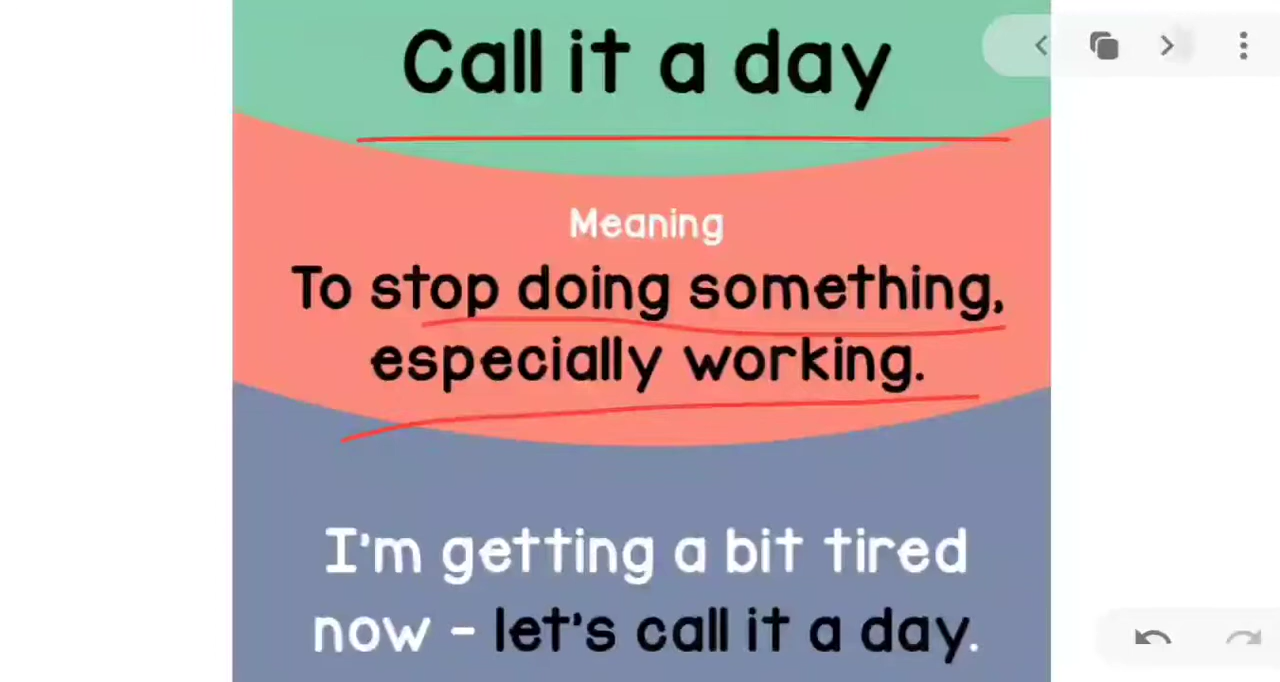 Call it a day
Meaning
To stop doing something,
especially working.
I'm getting a bit tired
now - let's call it a day.